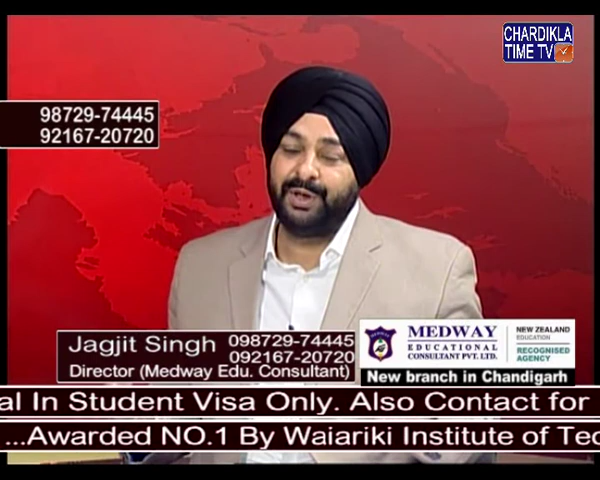 CHARDIKLA
TIME TV
98729-74445
92167-20720
Jagjit Singh 098729-74445
092167-20720
Director (Medway Edu. Consultant)
MEDWAY
EDUCATIONAL
CONSULTANT PVT. LTD.
NEW ZEALAND
EDUCATION
RECOGNISED
AGENCY
New branch in Chandigarh
al In Student Visa Only. Also Contact for
...Awarded NO.1 By Waiariki Institute of Tec